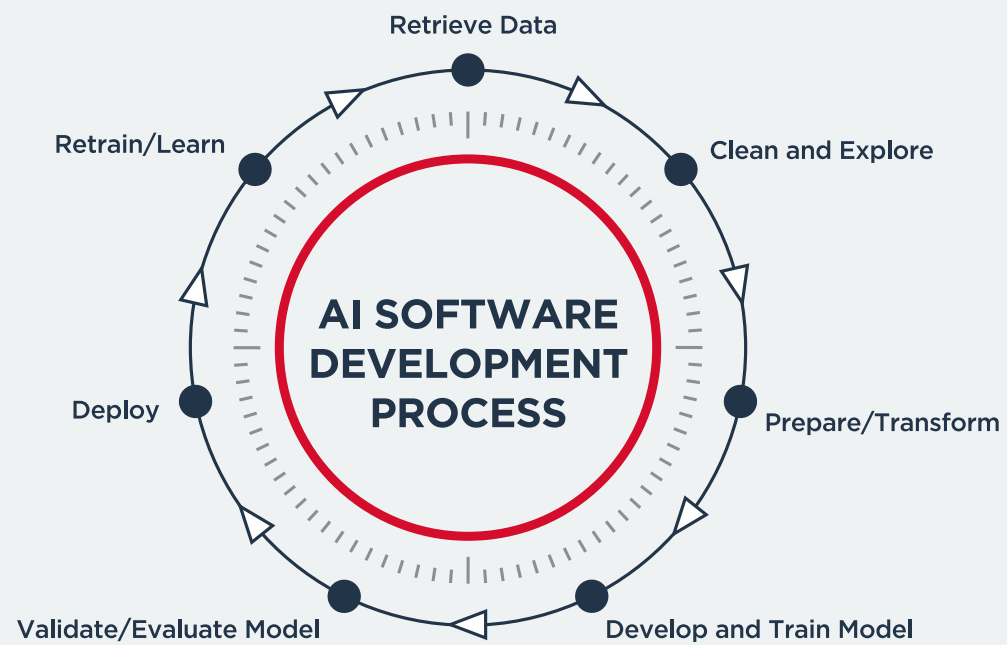 Retrieve Data
Clean and Explore
Prepare/Transform
Develop and Train Model
Validate/Evaluate Model
Deploy
Retrain/Learn
AI SOFTWARE
DEVELOPMENT
PROCESS